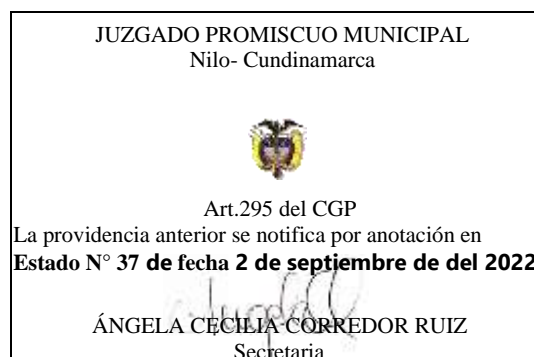 JUZGADO PROMISCUO MUNICIPAL
Nilo- Cundinamarca
Art.295 del CGP
La providencia anterior se notifica por anotación en
Estado N° 37 de fecha 2 de septiembre de del 2022
ÁNGELA CECILIA CORREDOR RUIZ
Secretaria